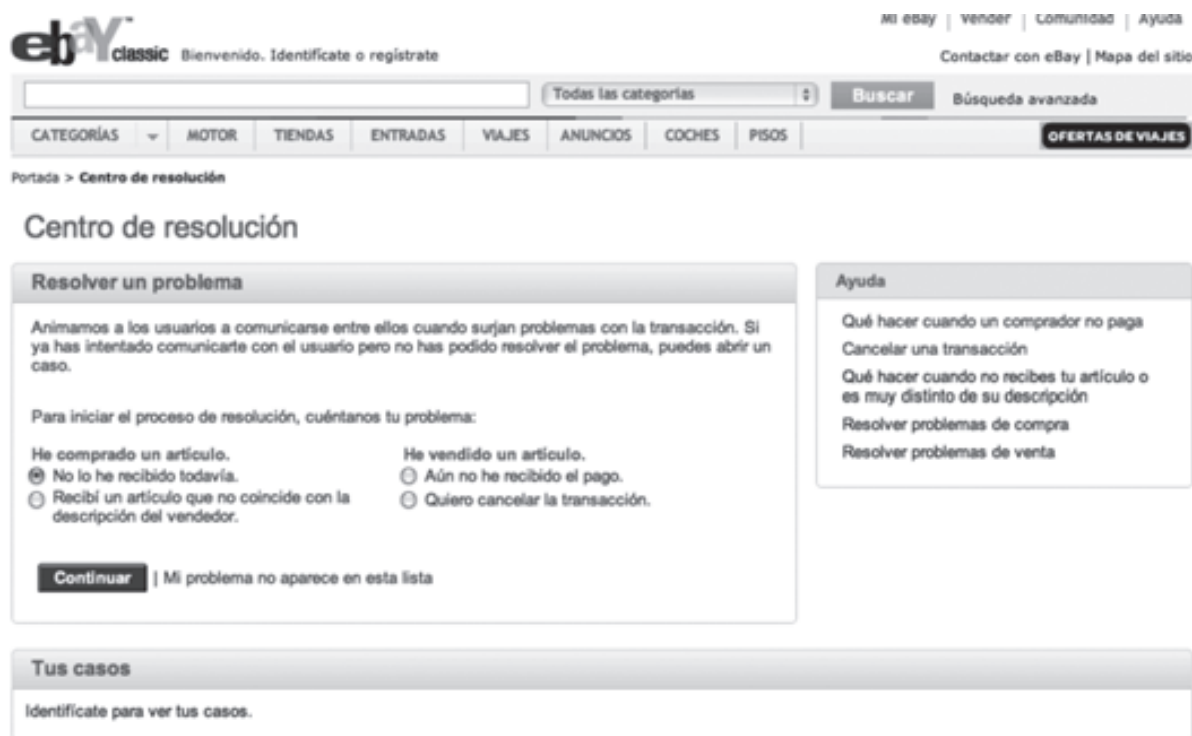 Mi eBay | Vender | Comunidad | Ayuda
ebaY™ classic Bienvenido. Identifícate o regístrate
Contactar con eBay | Mapa del sitio
Todas las categorías Buscar Búsqueda avanzada
CATEGORÍAS MOTOR TIENDAS ENTRADAS VIAJES ANUNCIOS COCHES PISOS OFERTAS DE VIAJES
Portada > Centro de resolución
Centro de resolución
Resolver un problema
Animamos a los usuarios a comunicarse entre ellos cuando surjan problemas con la transacción. Si
ya has intentado comunicarte con el usuario pero no has podido resolver el problema, puedes abrir un
caso.
Para iniciar el proceso de resolución, cuéntanos tu problema:
He comprado un artículo.
No lo he recibido todavía.
Recibí un artículo que no coincide con la
descripción del vendedor.
He vendido un artículo.
Aún no he recibido el pago.
Quiero cancelar la transacción.
Continuar | Mi problema no aparece en esta lista
Ayuda
Qué hacer cuando un comprador no paga
Cancelar una transacción
Qué hacer cuando no recibes tu artículo o
es muy distinto de su descripción
Resolver problemas de compra
Resolver problemas de venta
Tus casos
Identifícate para ver tus casos.